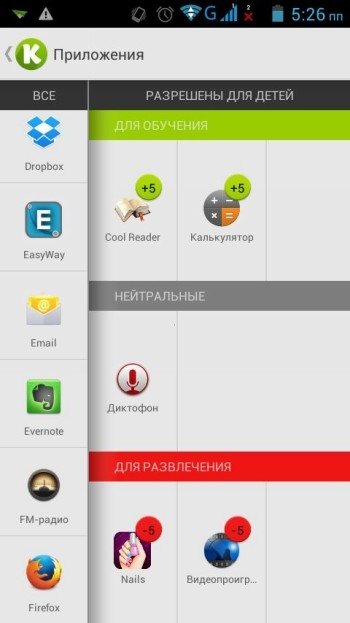 G 5:26 пп
K Приложения
ВСЕ
РАЗРЕШЕНЫ ДЛЯ ДЕТЕЙ
Dropbox
E
EasyWay
@
Email
Evernote
FM-радио
Firefox
ДЛЯ ОБУЧЕНИЯ
+5
Cool Reader
+5
Калькулятор
НЕЙТРАЛЬНЫЕ
Диктофон
ДЛЯ РАЗВЛЕЧЕНИЯ
-5
Nails
-5
Видеопроигр...